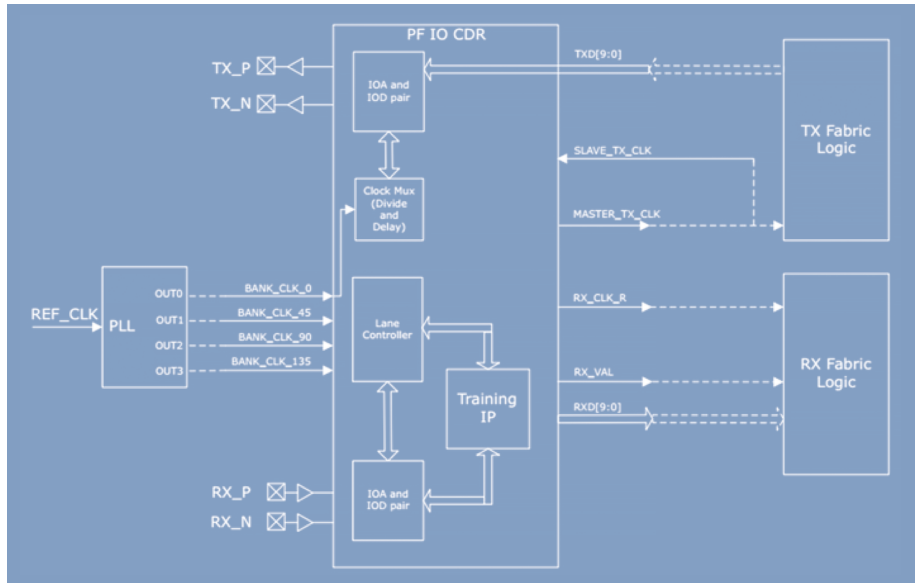 PF IO CDR
TX_P
TX_N
IOA and
IOD pair
TXD[9:0]
TX Fabric
Logic
SLAVE_TX_CLK
Clock Mux
(Divide
and
Delay)
MASTER_TX_CLK
REF_CLK
PLL
OUT0
OUT1
OUT2
OUT3
BANK_CLK_0
BANK_CLK_45
BANK_CLK_90
BANK_CLK_135
Lane
Controller
Training
IP
RX_CLK_R
RX_VAL
RXD[9:0]
RX Fabric
Logic
RX_P
RX_N
IOA and
IOD pair